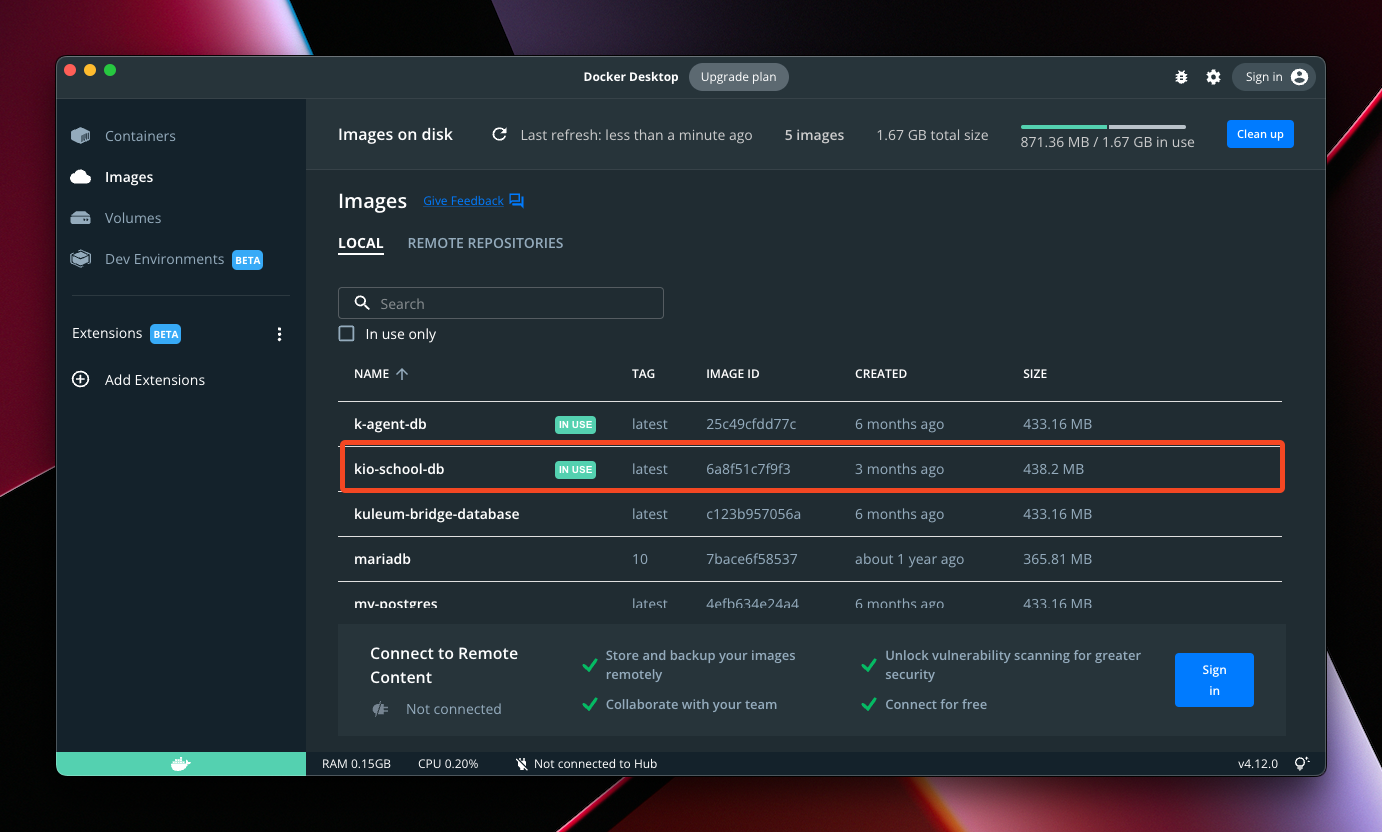 Docker Desktop Upgrade plan Sign in
Containers
Images
Volumes
Dev Environments BETA
Extensions BETA
Add Extensions
Images on disk Last refresh: less than a minute ago 5 images 1.67 GB total size 871.36 MB / 1.67 GB in use Clean up
Images Give Feedback
LOCAL REMOTE REPOSITORIES
Search
In use only
NAME TAG IMAGE ID CREATED SIZE
k-agent-db IN USE latest 25c49cfdd77c 6 months ago 433.16 MB
kio-school-db IN USE latest 6a8f51c7f9f3 3 months ago 438.2 MB
kuleum-bridge-database latest c123b957056a 6 months ago 433.16 MB
mariadb 10 7bace6f58537 about 1 year ago 365.81 MB
my-postgres latest 4efb634e24a4 6 months ago 433.16 MB
Connect to Remote
Content
Not connected
Store and backup your images
remotely
Collaborate with your team
Unlock vulnerability scanning for greater
security
Connect for free
Sign
in
RAM 0.15GB CPU 0.20% Not connected to Hub v4.12.0